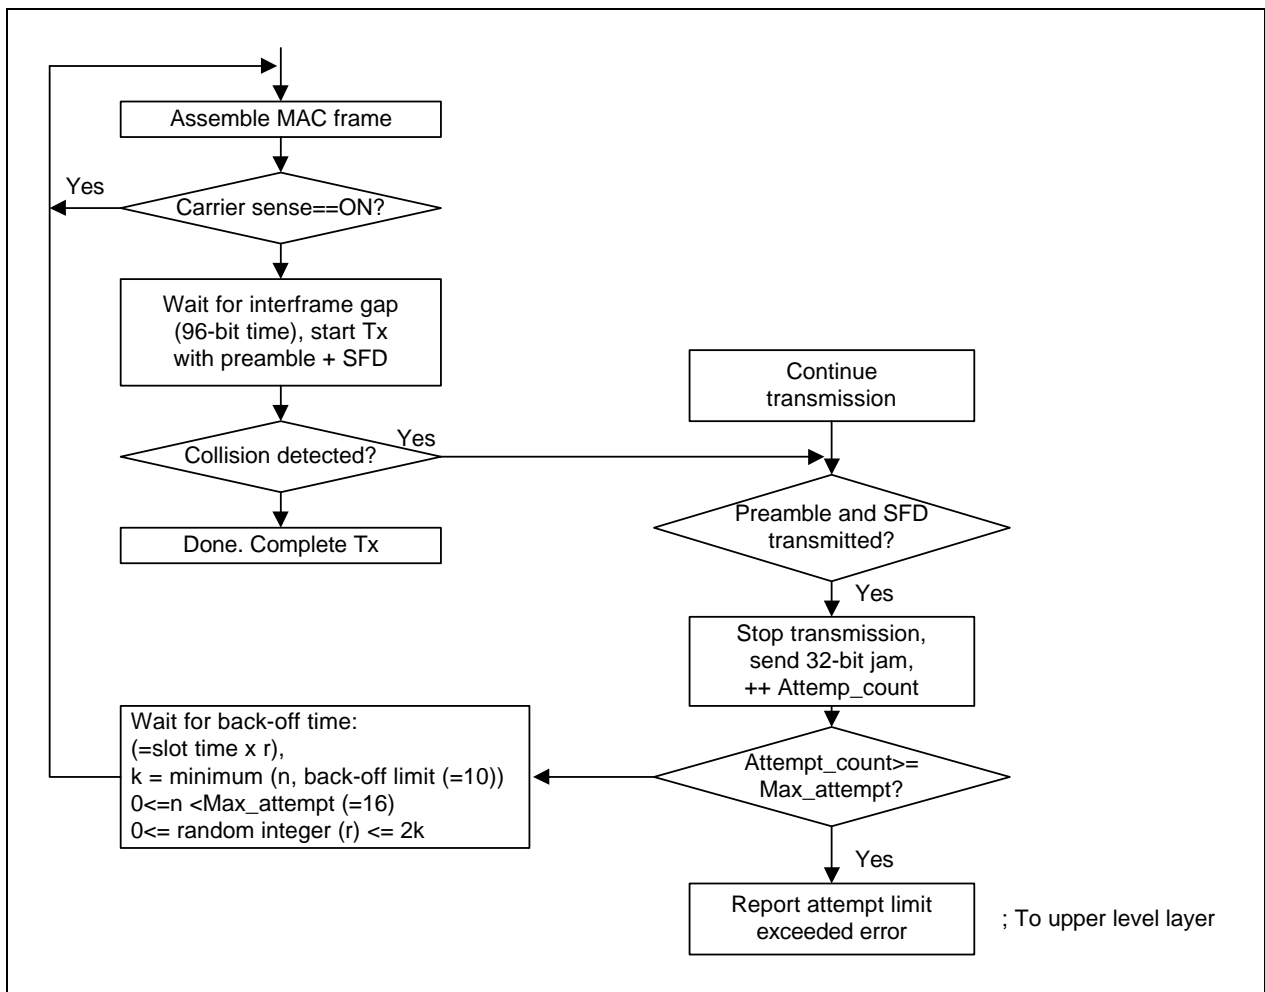 Assemble MAC frame
Yes
Carrier sense==ON?
Wait for interframe gap
(96-bit time), start Tx
with preamble + SFD
Continue
transmission
Yes
Collision detected?
Preamble and SFD
transmitted?
Done. Complete Tx
Yes
Stop transmission,
send 32-bit jam,
++ Attemp_count
Wait for back-off time:
(=slot time x r),
k = minimum (n, back-off limit (=10))
0<=n <Max_attempt (=16)
0<= random integer (r) <= 2k
Attempt_count>=
Max_attempt?
Yes
Report attempt limit
exceeded error
; To upper level layer